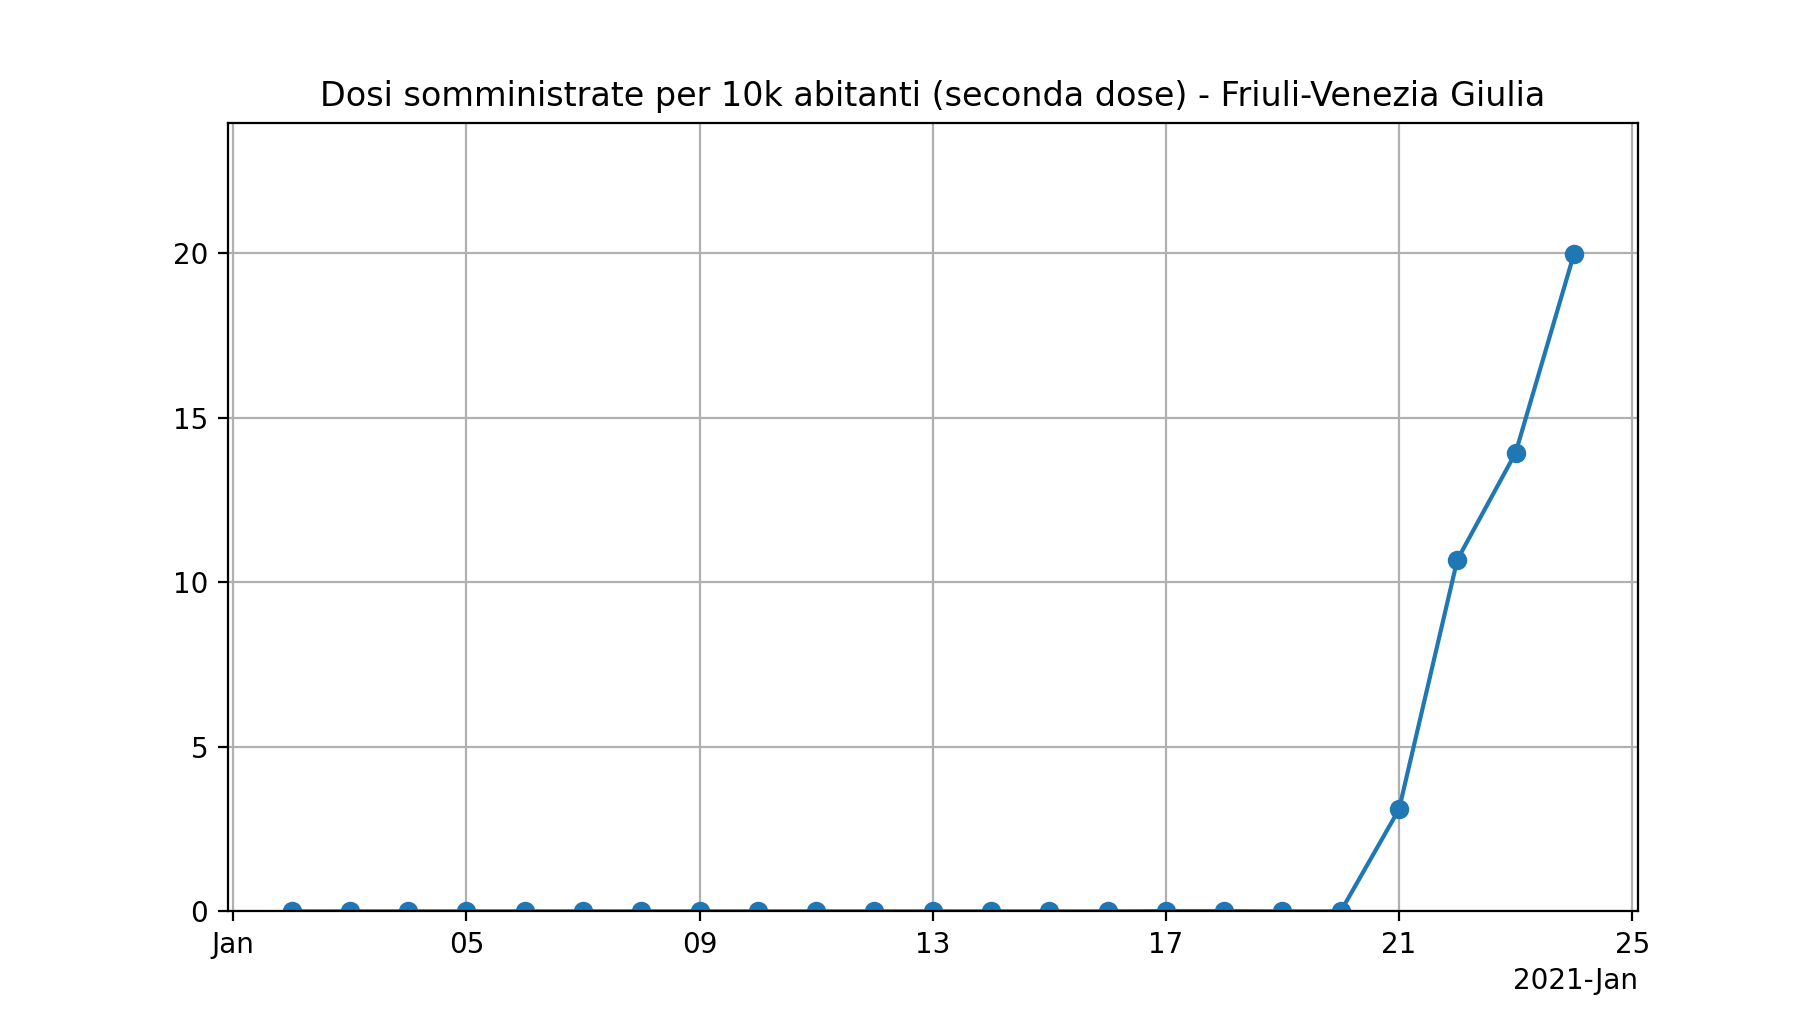 Dosi somministrate per 10k abitanti (seconda dose) - Friuli-Venezia Giulia
20
15
10
5
0
Jan 05 09 13 17 21 25
2021-Jan